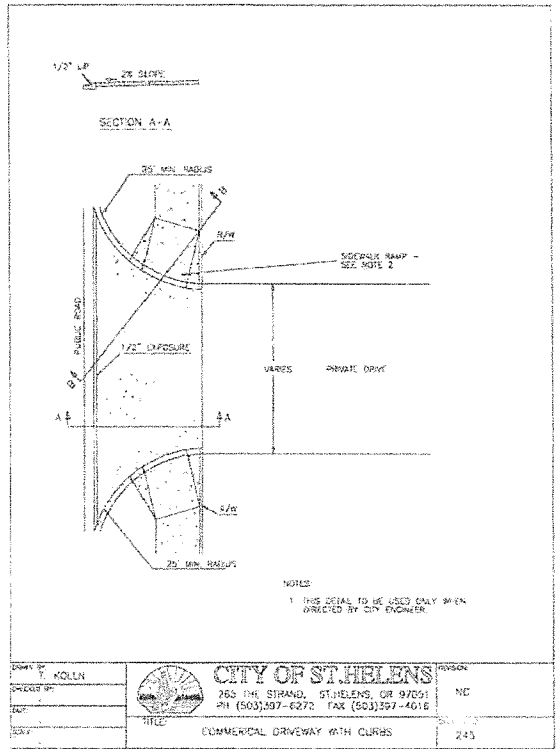 1/2" LIP
2% SLOPE
SECTION A-A
25' MIN. RADIUS
B
R/W
SIDEWALK RAMP -
SEE NOTE 2
PUBLIC ROAD
1/2" EXPOSURE
B
VARIES PRIVATE DRIVE
A A
R/W
25' MIN. RADIUS
NOTES:
1 THIS DETAIL TO BE USED ONLY WHEN
DIRECTED BY CITY ENGINEER.
DRAWN BY:
T. KOLLN
CHECKED BY:
DATE:
SCALE:
CITY OF ST.HELENS
265 THE STRAND, ST.HELENS, OR 97051
PH (503)397-6272 FAX (503)397-4016
TITLE:
COMMERICAL DRIVEWAY WITH CURBS
REVISION:
NC
245